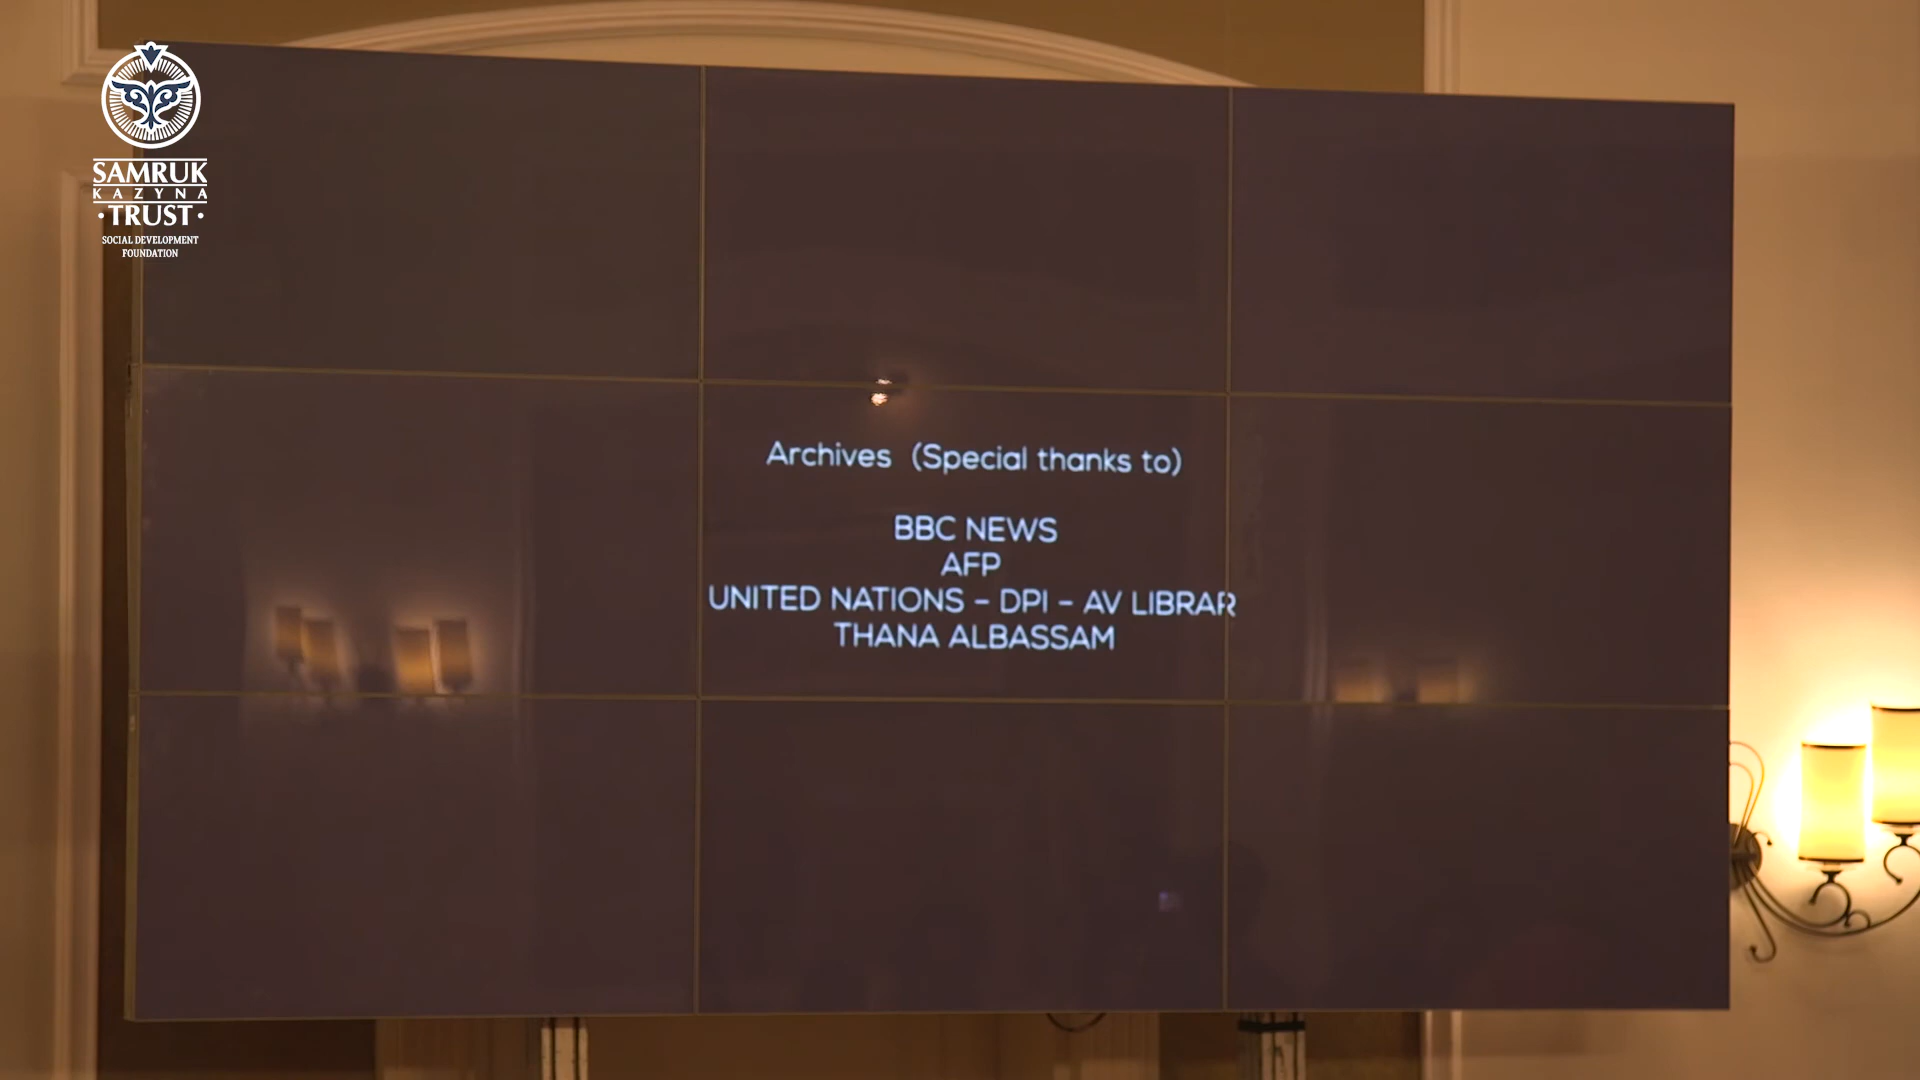 SAMRUK
KAZYNA
·TRUST·
SOCIAL DEVELOPMENT
FOUNDATION
Archives (Special thanks to)
BBC NEWS
AFP
UNITED NATIONS - DPI - AV LIBRAR
THANA ALBASSAM